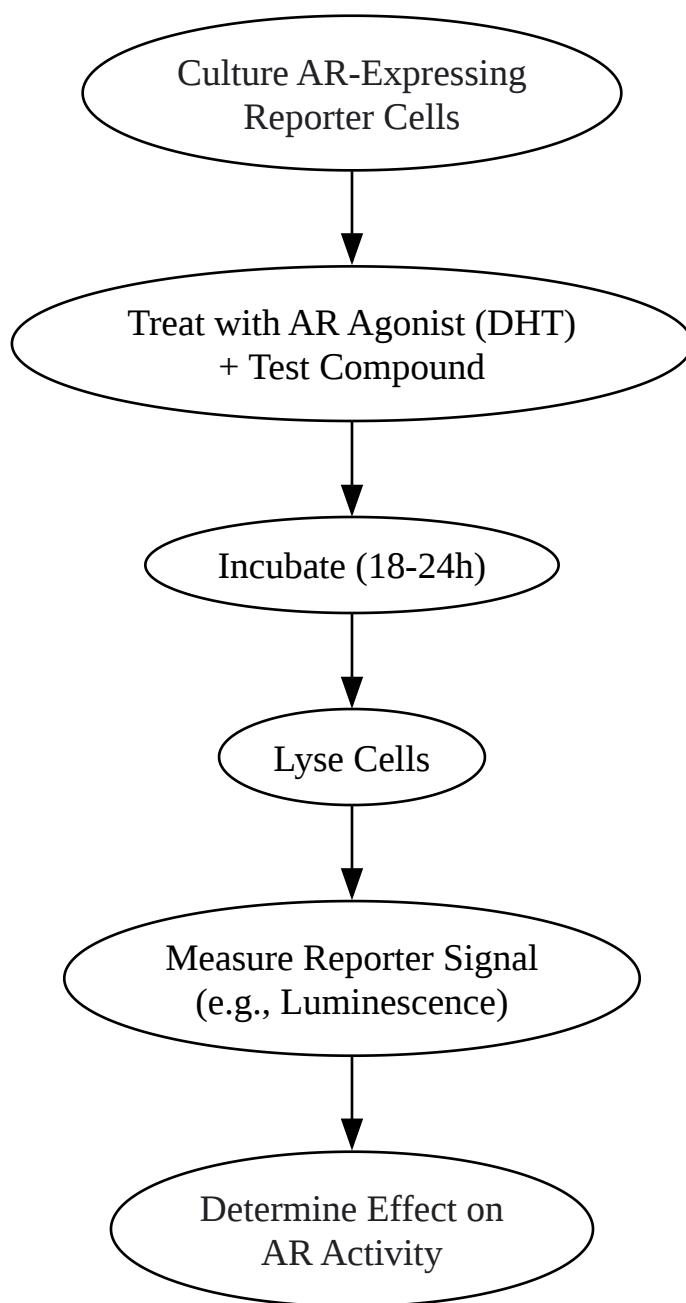 Culture AR-Expressing
Reporter Cells
Treat with AR Agonist (DHT)
+ Test Compound
Incubate (18-24h)
Lyse Cells
Measure Reporter Signal
(e.g., Luminescence)
Determine Effect on
AR Activity